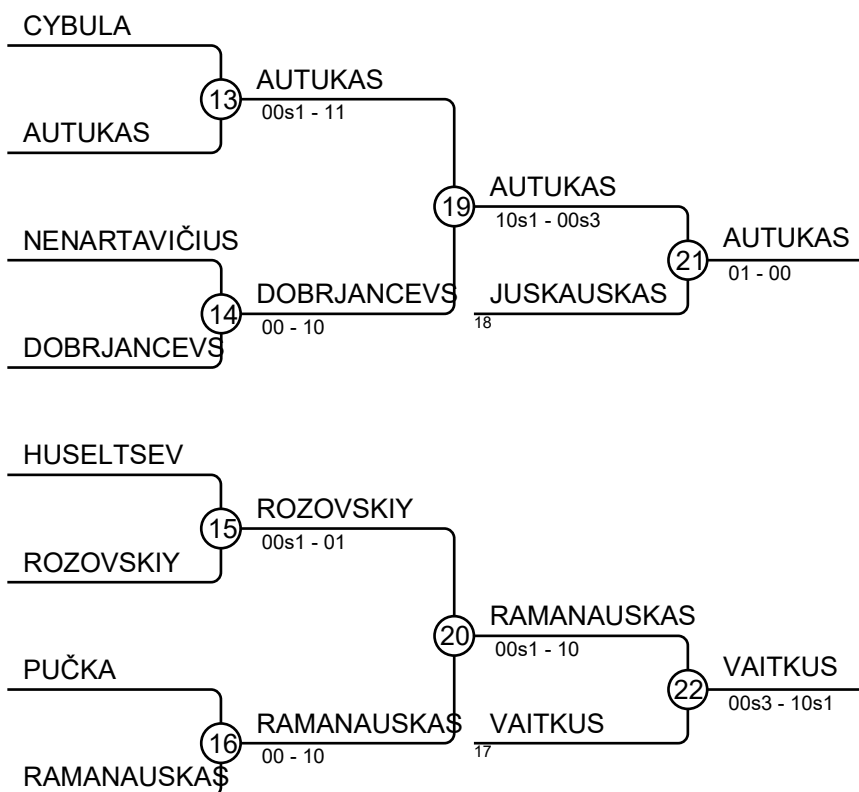 CYBULA
13
AUTUKAS
00s1 - 11
AUTUKAS
19
AUTUKAS
10s1 - 00s3
NENARTAVIČIUS
14
DOBRJANCEVS
00 - 10
DOBRJANCEVS
JUSKAUSKAS
18
21
AUTUKAS
01 - 00
HUSELTSEV
15
ROZOVSKIY
00s1 - 01
ROZOVSKIY
20
RAMANAUSKAS
00s1 - 10
PUČKA
16
RAMANAUSKAS
00 - 10
RAMANAUSKAS
VAITKUS
17
22
VAITKUS
00s3 - 10s1